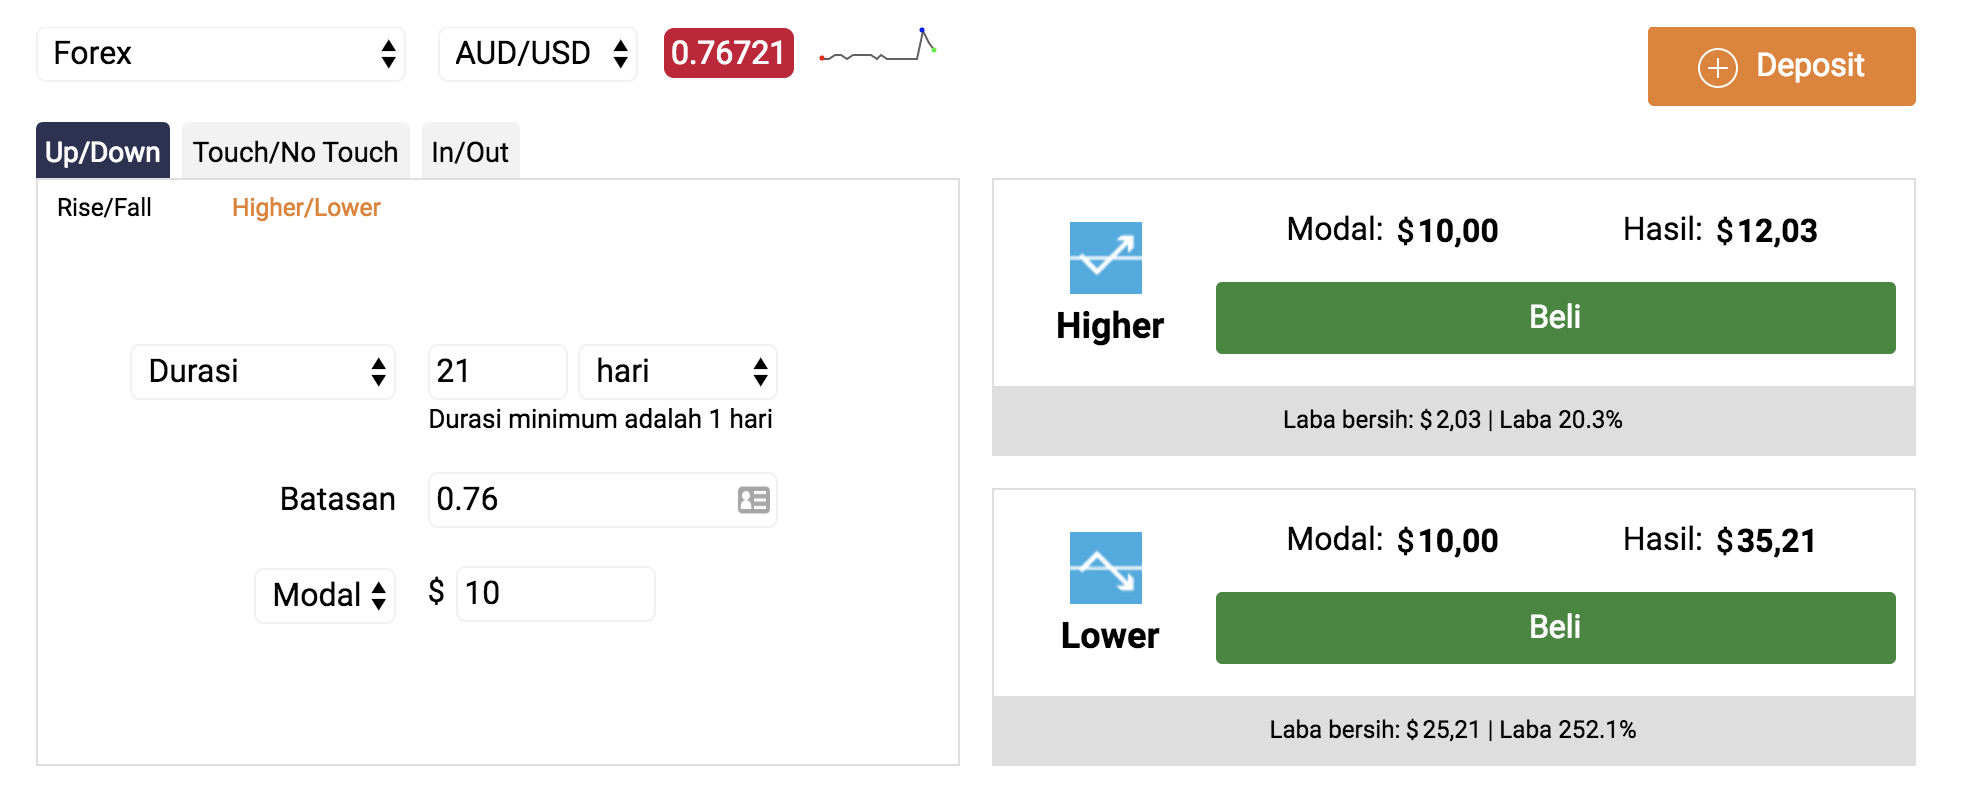 Forex
AUD/USD
0.76721
Deposit
Up/Down
Touch/No Touch
In/Out
Rise/Fall
Higher/Lower
Durasi
21
hari
Durasi minimum adalah 1 hari
Batasan
0.76
Modal
$
10
Modal: $10,00
Hasil: $12,03
Higher
Beli
Laba bersih: $2,03 | Laba 20.3%
Modal: $10,00
Hasil: $35,21
Lower
Beli
Laba bersih: $25,21 | Laba 252.1%